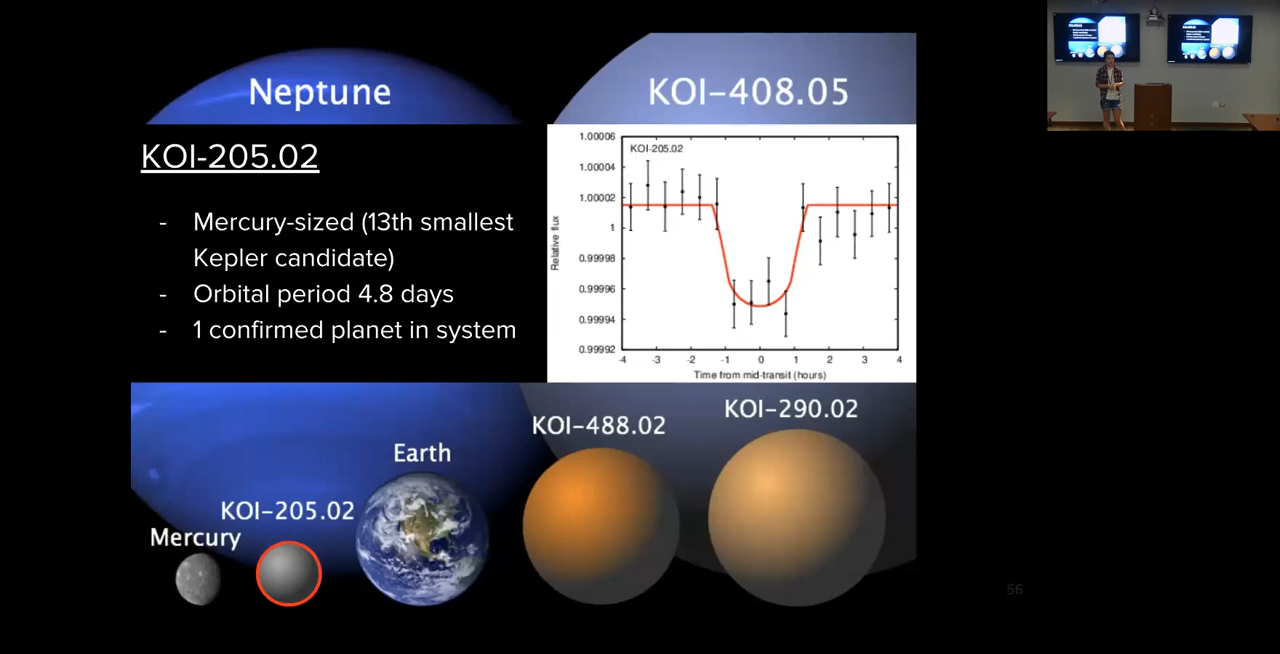 Neptune
KOI-408.05
KOI-205.02
- Mercury-sized (13th smallest
Kepler candidate)
- Orbital period 4.8 days
- 1 confirmed planet in system
1.00006
1.00004
1.00002
1
0.99998
0.99996
0.99994
0.99992
Relative flux
KOI-205.02
-4 -3 -2 -1 0 1 2 3 4
Time from mid-transit (hours)
KOI-290.02
KOI-488.02
Earth
KOI-205.02
Mercury
56